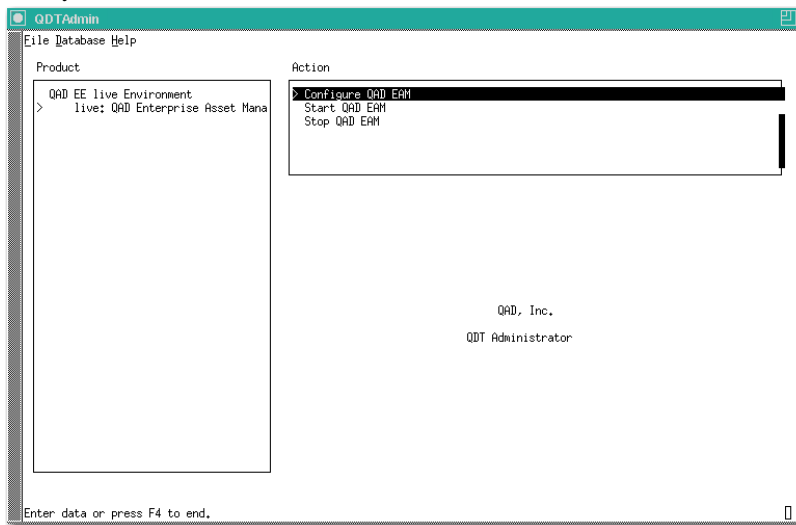 QDTAdmin
File Database Help
Product
Action
QAD EE live Environment
> live: QAD Enterprise Asset Mana
> Configure QAD EAM
Start QAD EAM
Stop QAD EAM
QAD, Inc.
QDT Administrator
Enter data or press F4 to end.